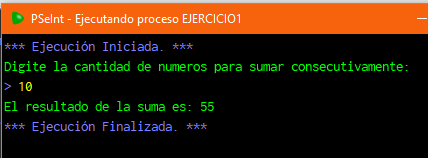 PSeInt - Ejecutando proceso EJERCICIO1
*** Ejecución Iniciada. ***
Digite la cantidad de numeros para sumar consecutivamente:
> 10
El resultado de la suma es: 55
*** Ejecución Finalizada. ***